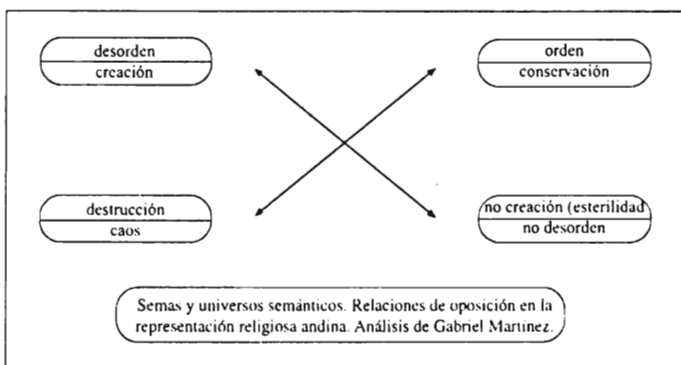 desorden
creación
orden
conservación
destrucción
caos
no creación (esterilidad
no desorden
Semas y universos semánticos. Relaciones de oposición en la
representación religiosa andina. Análisis de Gabriel Martínez.